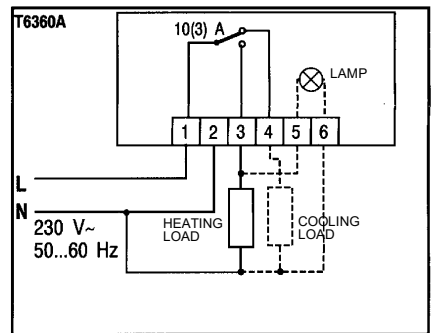 T6360A
10(3) A
LAMP
1 2 3 4 5 6
L
N
230 V~
50...60 Hz
HEATING
LOAD
COOLING
LOAD